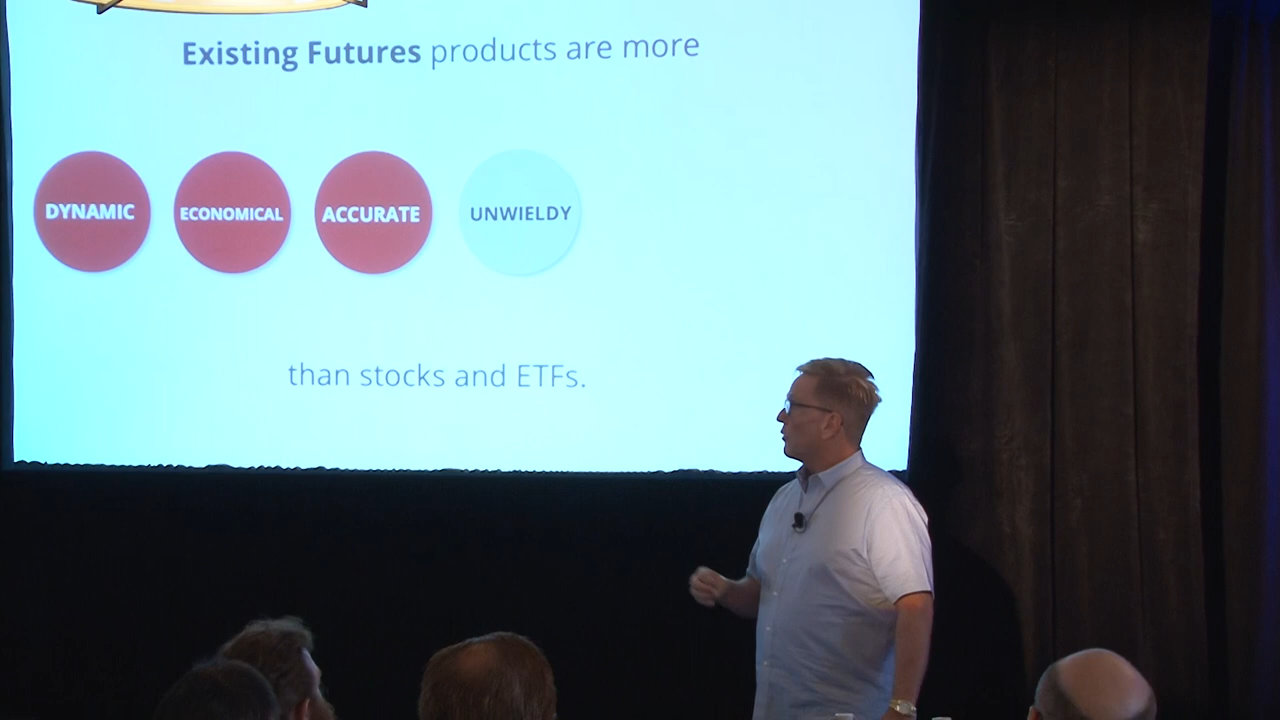 Existing Futures products are more
DYNAMIC ECONOMICAL ACCURATE UNWIELDY
than stocks and ETFs.